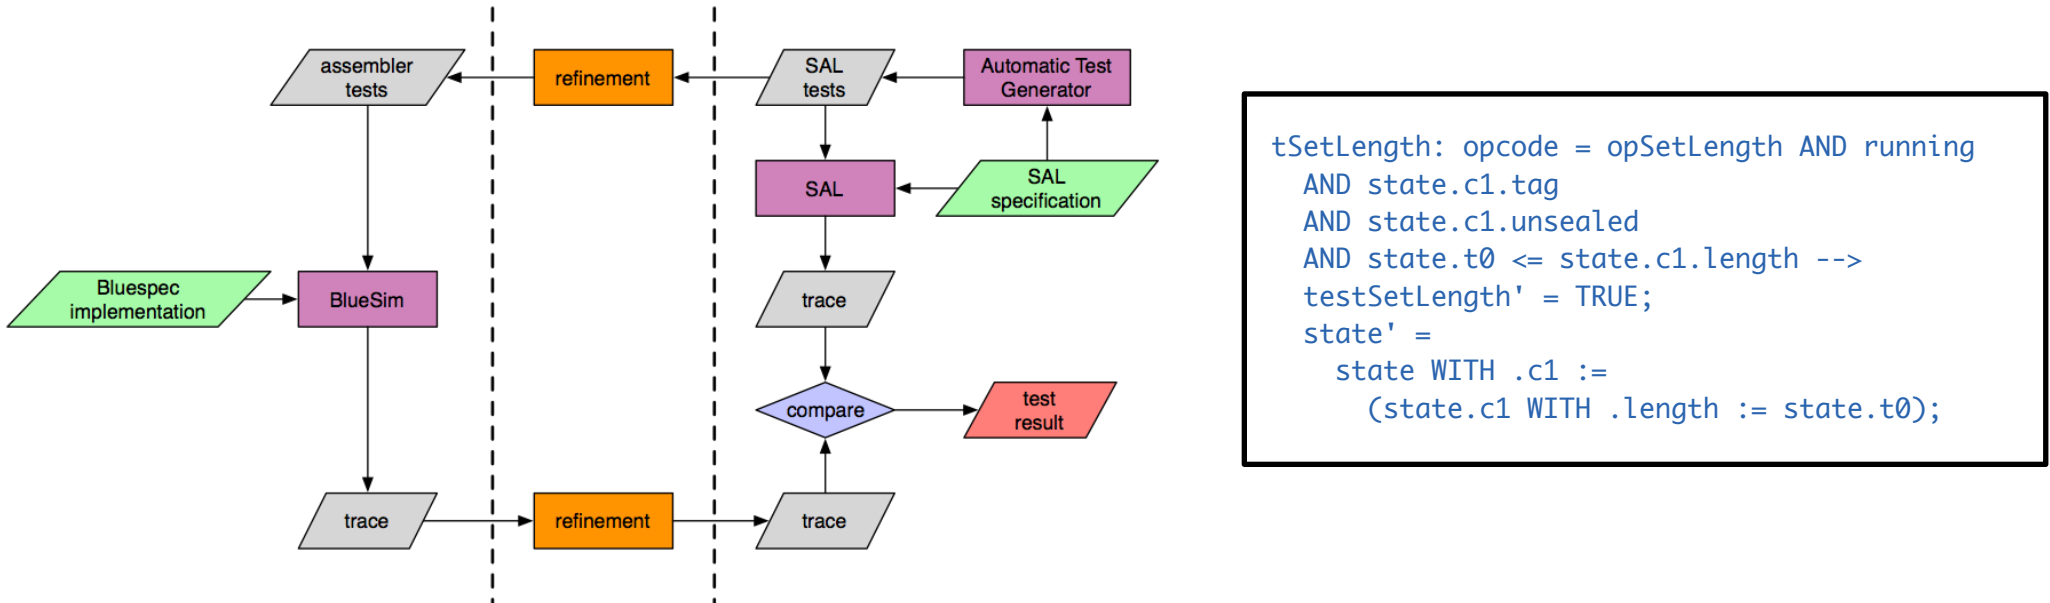 assembler
tests
refinement
SAL
tests
Automatic Test
Generator
SAL
SAL
specification
Bluespec
implementation
BlueSim
trace
compare
test
result
trace
refinement
trace
tSetLength: opcode = opSetLength AND running
AND state.c1.tag
AND state.c1.unsealed
AND state.t0 <= state.c1.length -->
testSetLength' = TRUE;
state' =
state WITH .c1 :=
(state.c1 WITH .length := state.t0);